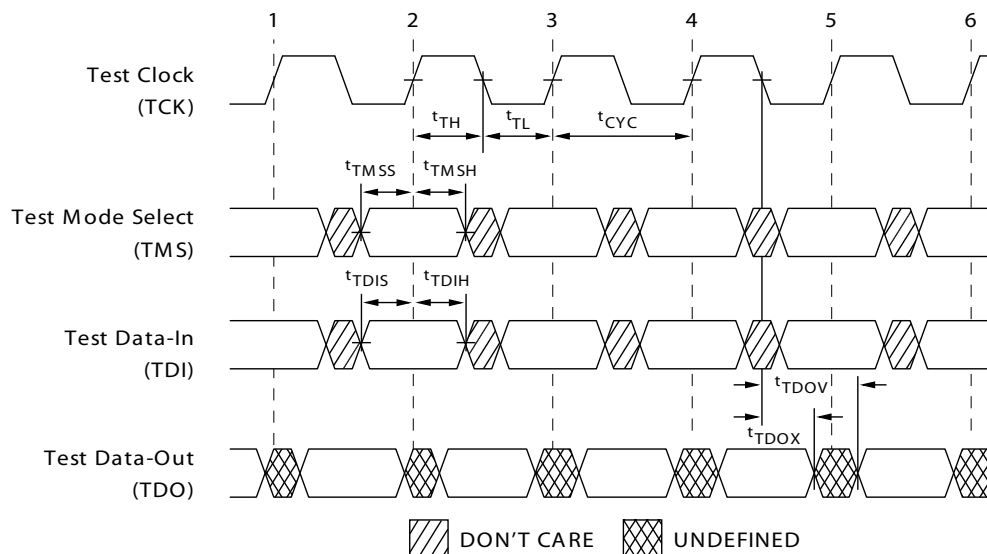 1 2 3 4 5 6
Test Clock
(TCK)
tTH tTL tCYC
tTMSS tTMSH
Test Mode Select
(TMS)
tTDIS tTDIH
Test Data-In
(TDI)
tTDOV
tTDOX
Test Data-Out
(TDO)
DON'T CARE UNDEFINED